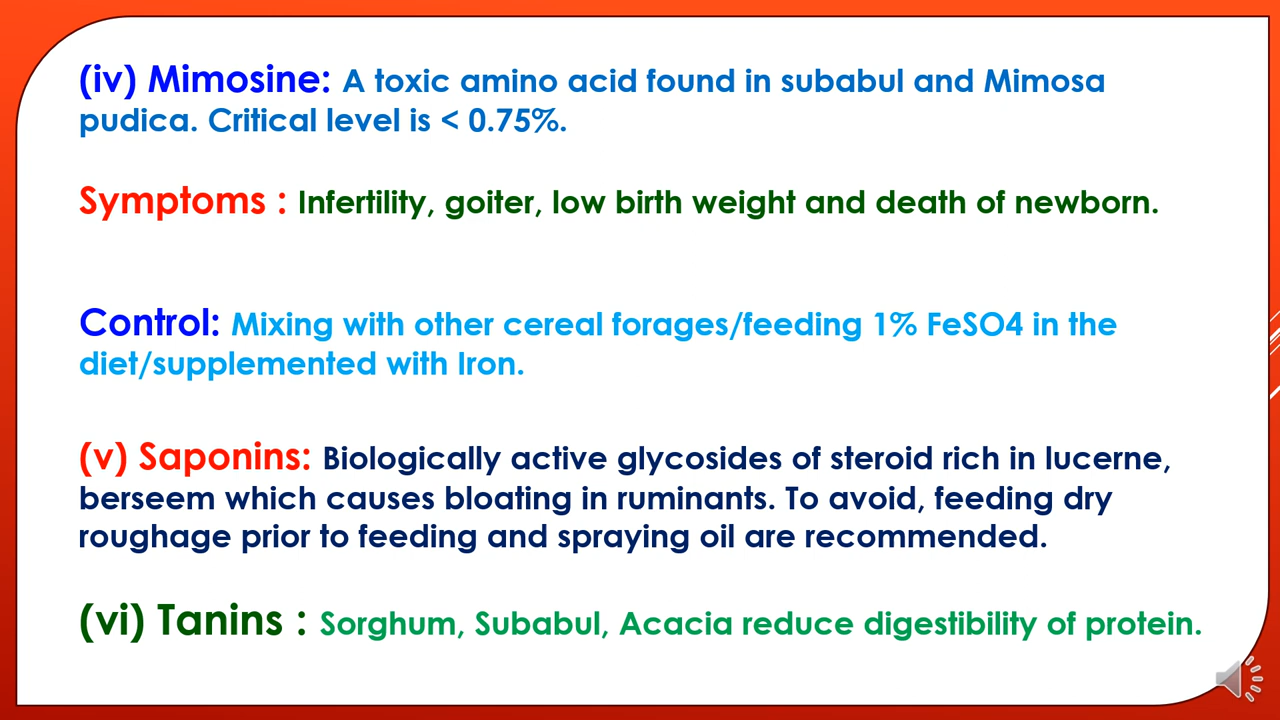 (iv) Mimosine: A toxic amino acid found in subabul and Mimosa
pudica. Critical level is < 0.75%.
Symptoms : Infertility, goiter, low birth weight and death of newborn.
Control: Mixing with other cereal forages/feeding 1% FeSO4 in the
diet/supplemented with Iron.
(v) Saponins: Biologically active glycosides of steroid rich in lucerne,
berseem which causes bloating in ruminants. To avoid, feeding dry
roughage prior to feeding and spraying oil are recommended.
(vi) Tanins : Sorghum, Subabul, Acacia reduce digestibility of protein.